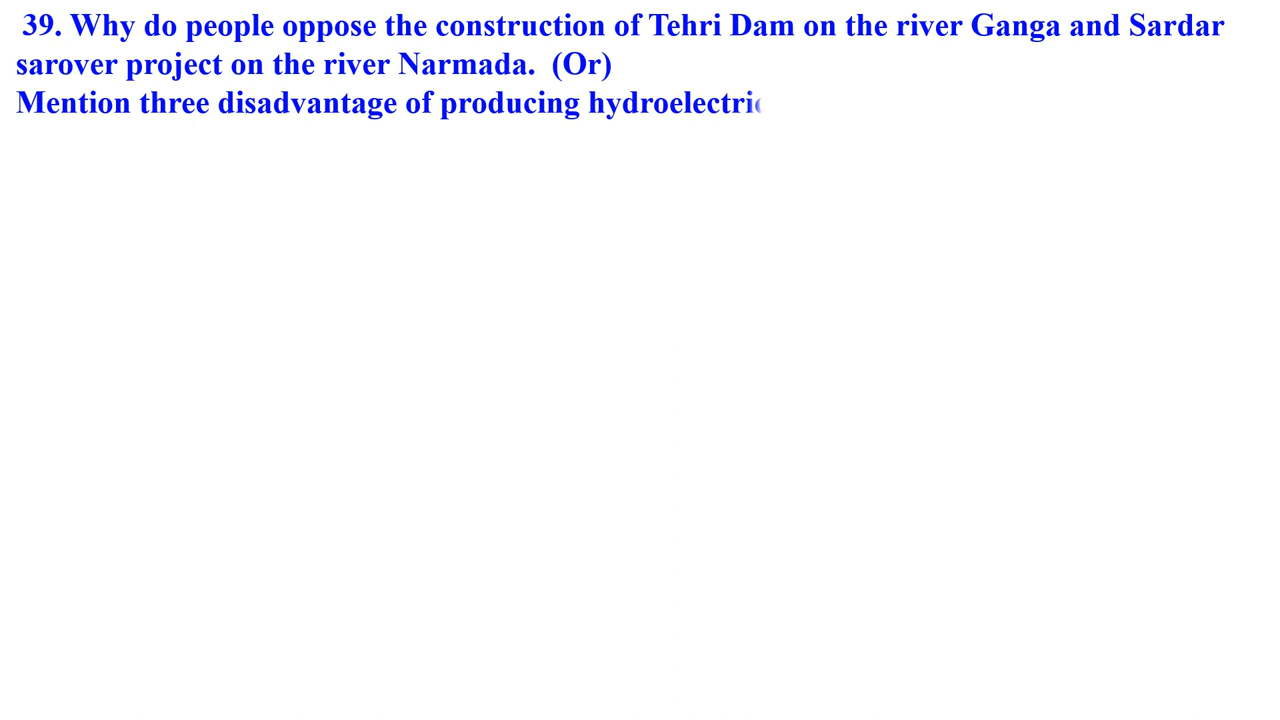 39. Why do people oppose the construction of Tehri Dam on the river Ganga and Sardar
sarover project on the river Narmada. (Or)
Mention three disadvantage of producing hydroelectric